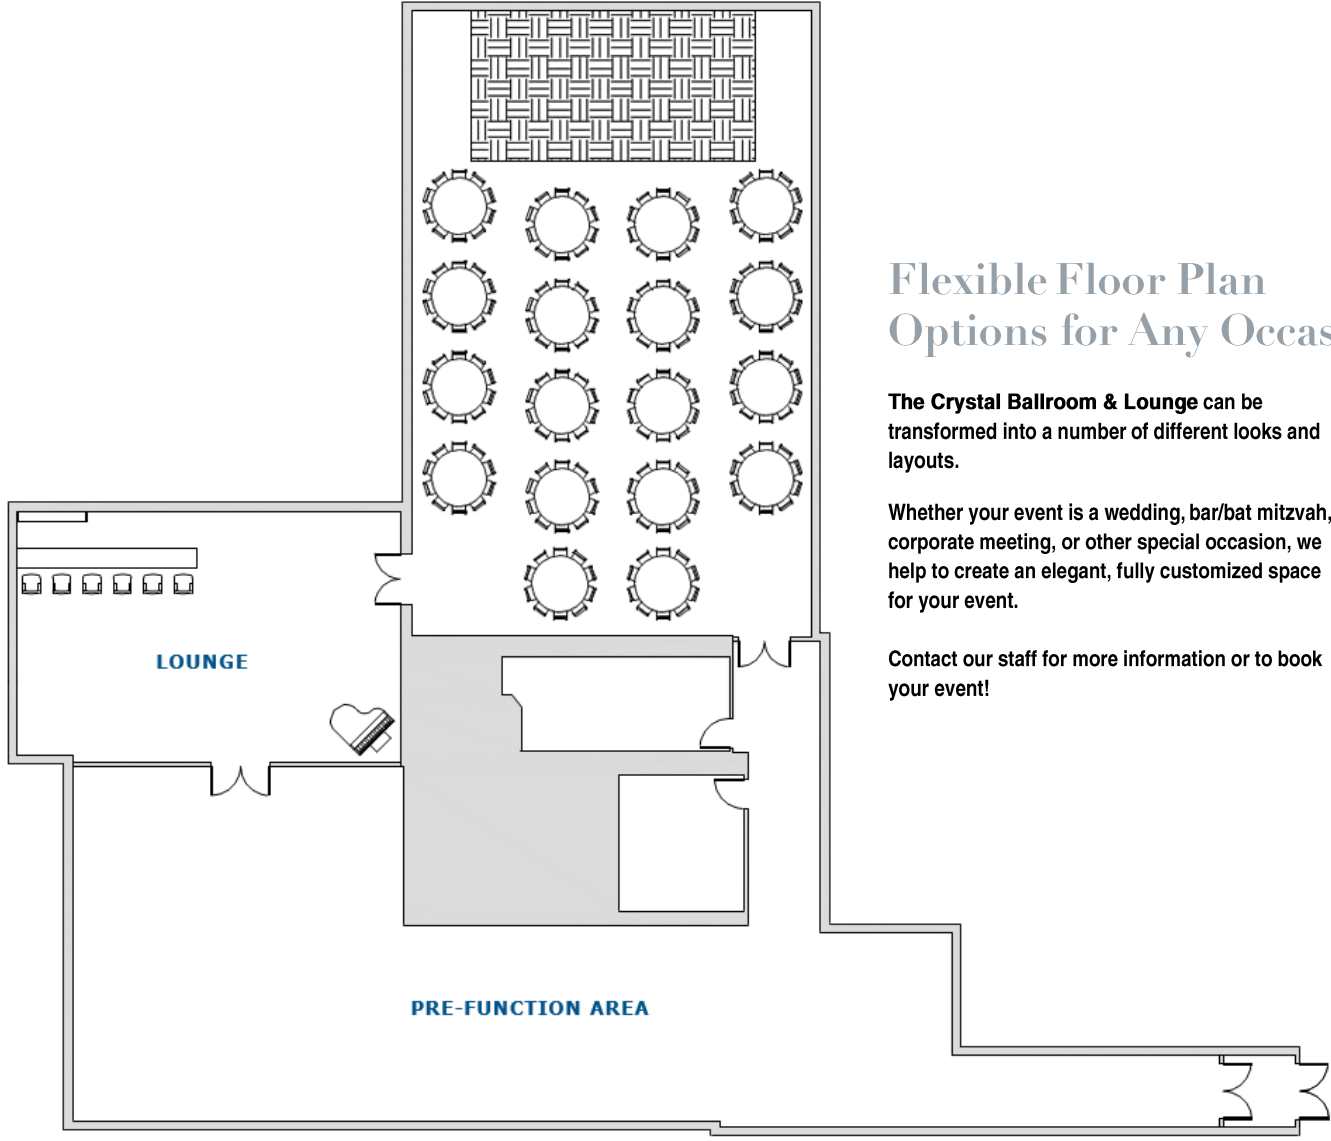 Flexible Floor Plan
Options for Any Occas
The Crystal Ballroom & Lounge can be
transformed into a number of different looks and
layouts.
Whether your event is a wedding, bar/bat mitzvah,
corporate meeting, or other special occasion, we
help to create an elegant, fully customized space
for your event.
Contact our staff for more information or to book
your event!
LOUNGE
PRE-FUNCTION AREA